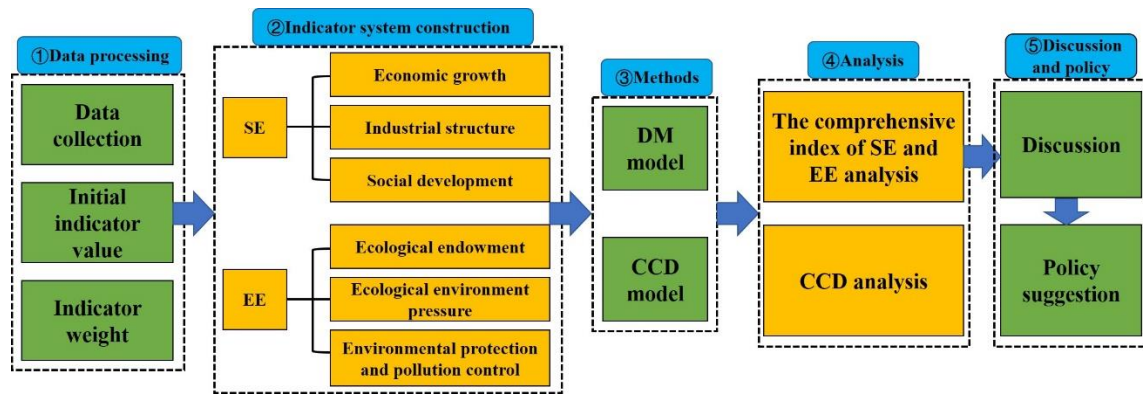 ①Data processing
Data
collection
Initial
indicator
value
Indicator
weight
②Indicator system construction
SE
Economic growth
Industrial structure
Social development
EE
Ecological endowment
Ecological environment
pressure
Environmental protection
and pollution control
③Methods
DM
model
CCD
model
④Analysis
The comprehensive
index of SE and
EE analysis
CCD analysis
⑤Discussion
and policy
Discussion
Policy
suggestion